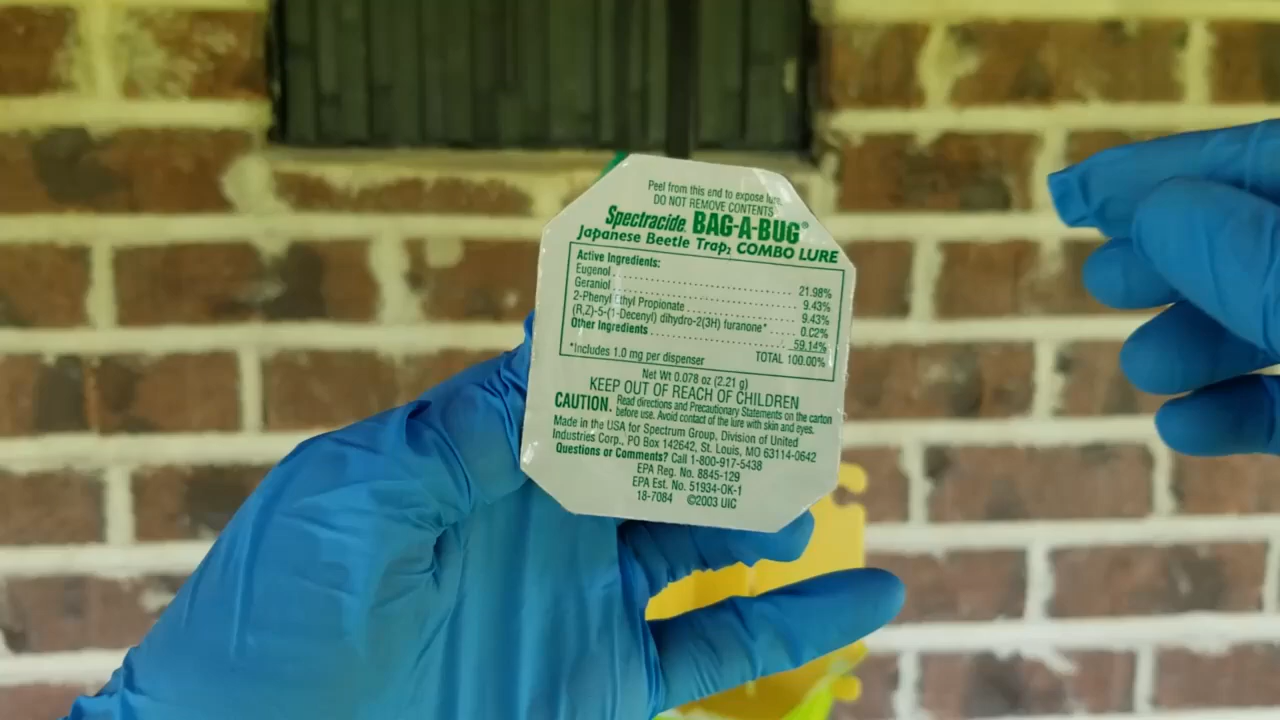 Peel from this end to expose lure.
DO NOT REMOVE CONTENTS
Spectracide® BAG-A-BUG®
Japanese Beetle Trap2 COMBO LURE
Active Ingredients:
Eugenol .......................... 21.98%
Geraniol .......................... 9.43%
2-Phenyl Ethyl Propionate .......................... 9.43%
(R,Z)-5-(1-Decenyl) dihydro-2(3H) furanone* ..... 0.02%
Other Ingredients .......................... 59.14%
*Includes 1.0 mg per dispenser TOTAL 100.00%
Net Wt 0.078 oz (2.21 g)
KEEP OUT OF REACH OF CHILDREN
CAUTION. Read directions and Precautionary Statements on the carton
before use. Avoid contact of the lure with skin and eyes.
Made in the USA for Spectrum Group, Division of United
Industries Corp., PO Box 142642, St. Louis, MO 63114-0642
Questions or Comments? Call 1-800-917-5438
EPA Reg. No. 8845-129
EPA Est. No. 51934-OK-1
18-7084 ©2003 UIC